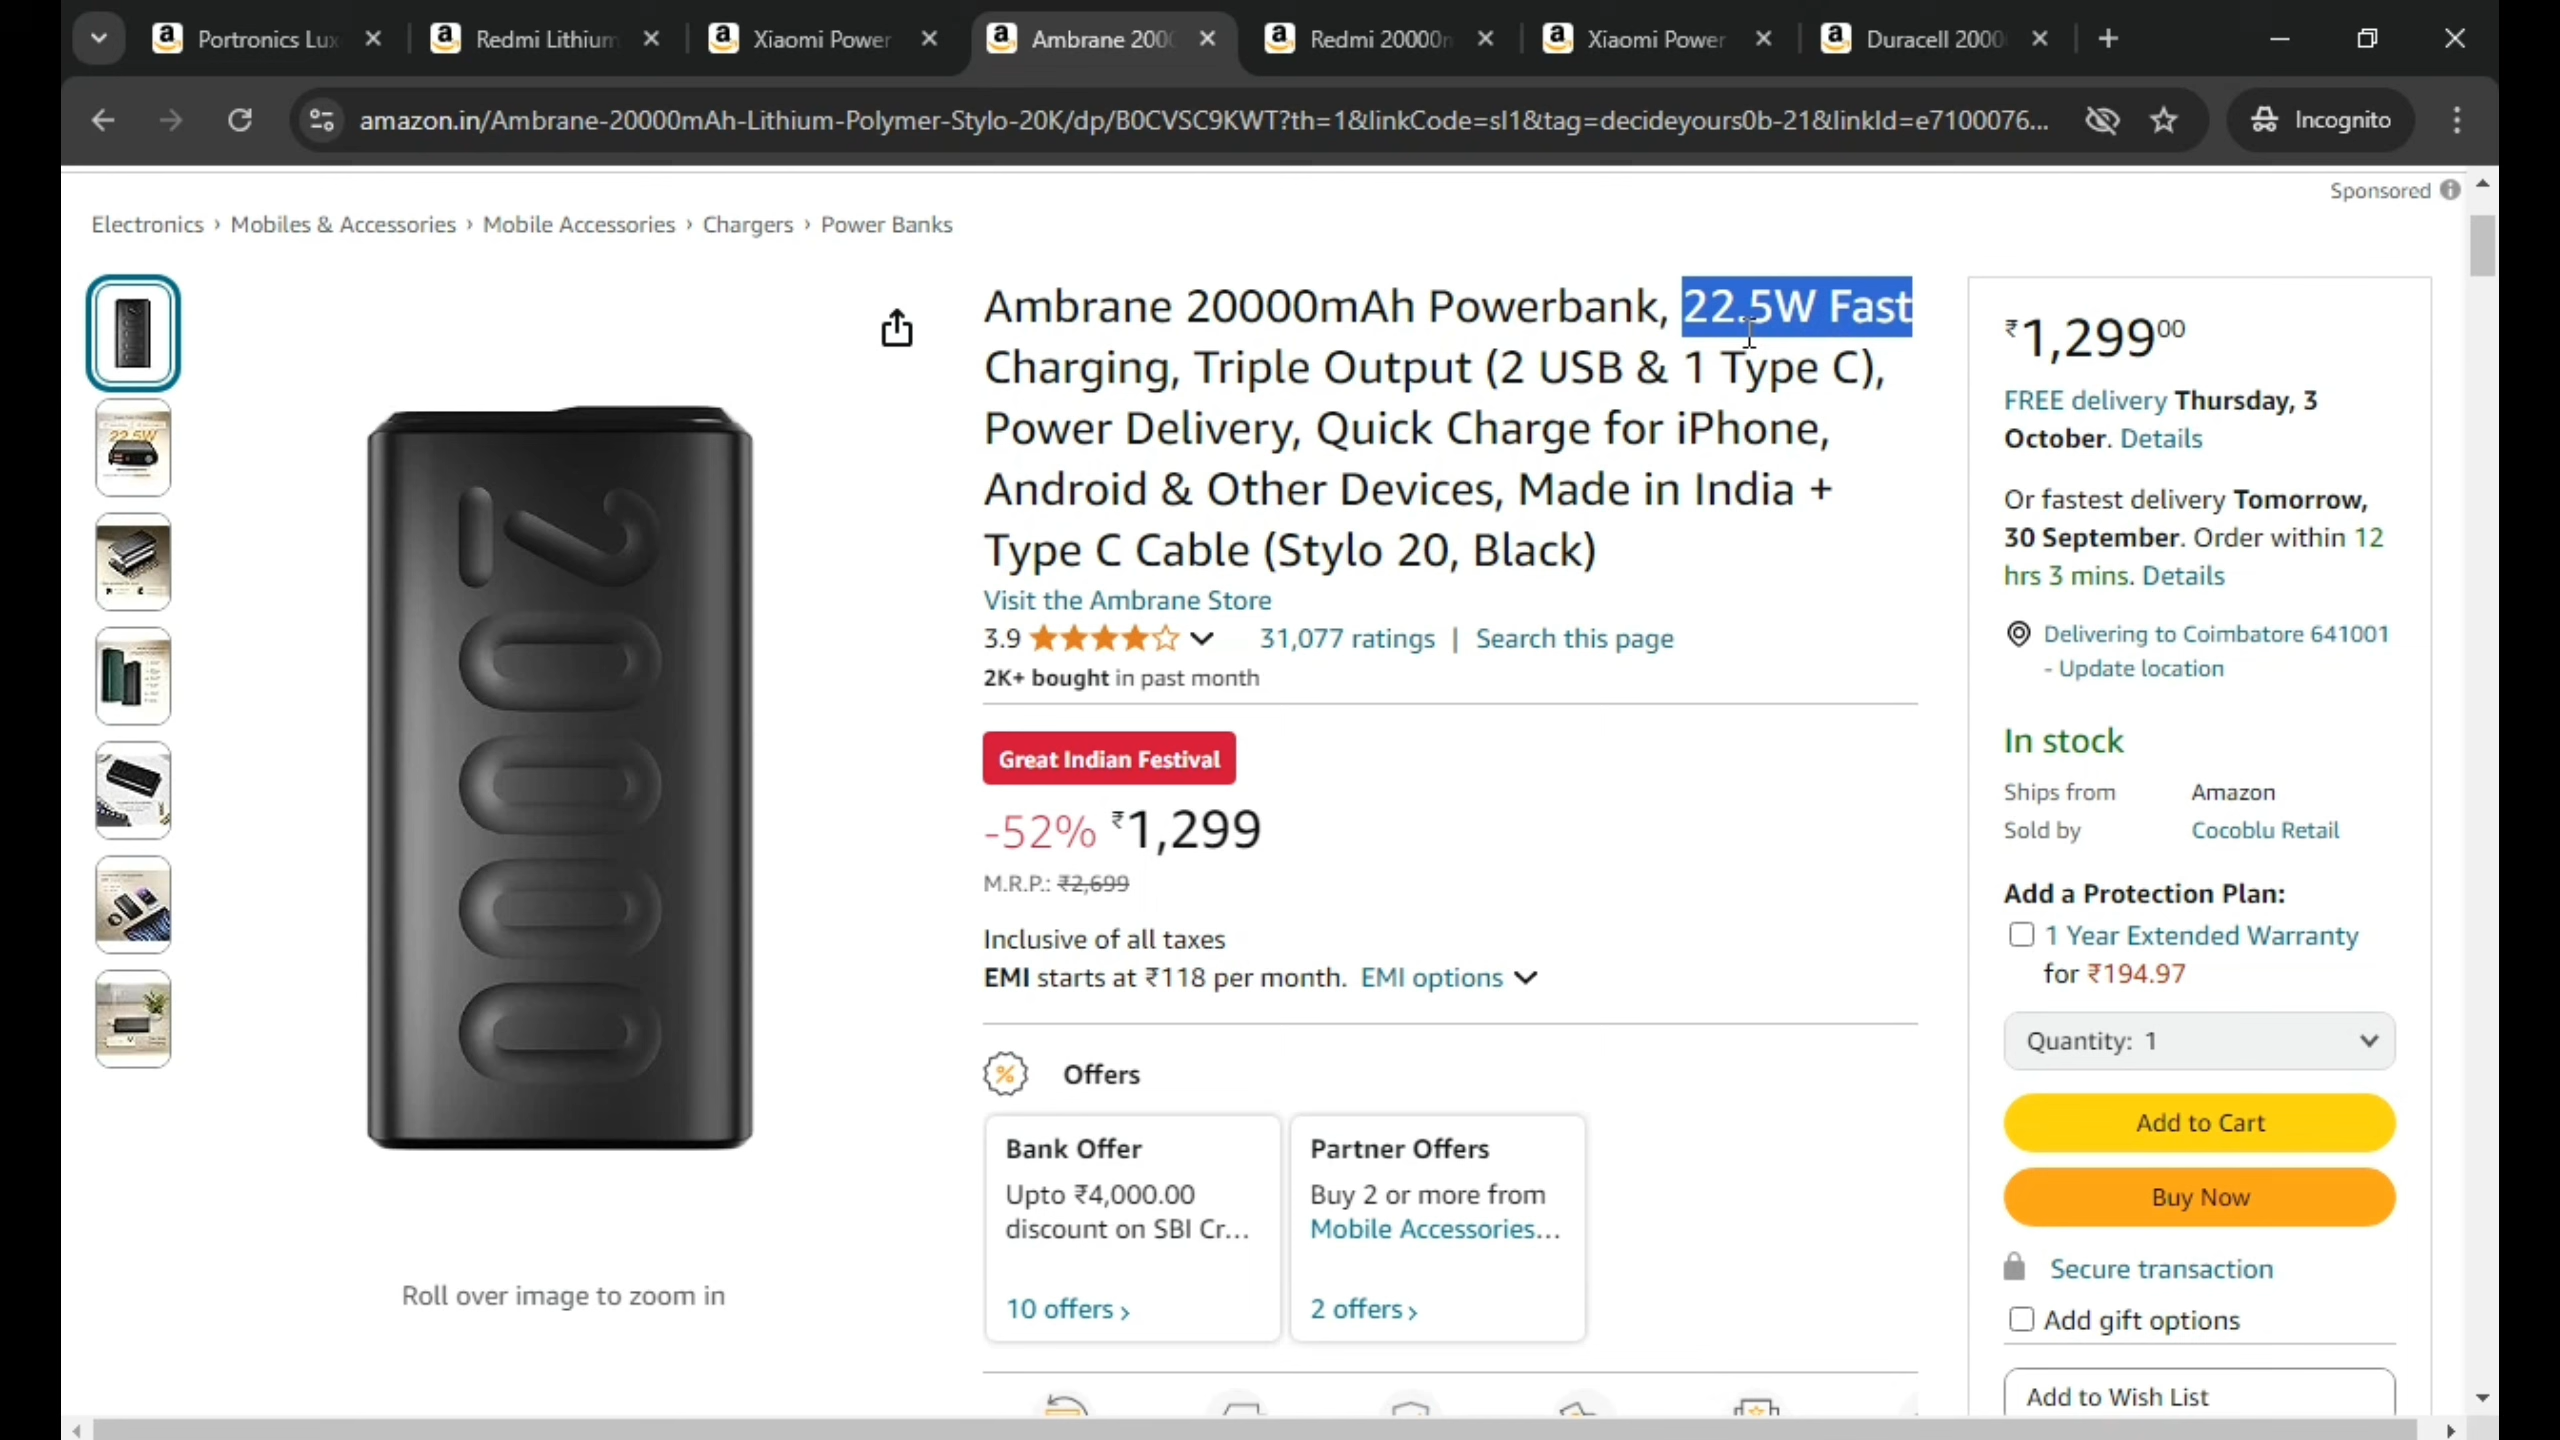 Portronics Lux
Redmi Lithium
Xiaomi Power
Ambrane 200
Redmi 20000m
Xiaomi Power
Duracell 2000
amazon.in/Ambrane-20000mAh-Lithium-Polymer-Stylo-20K/dp/B0CVSC9KWT?th=1&linkCode=sl1&tag=decideyours0b-21&linkId=e7100076...
Incognito
Sponsored
Electronics › Mobiles & Accessories › Mobile Accessories › Chargers › Power Banks
20000
22.5W
Roll over image to zoom in
Ambrane 20000mAh Powerbank, 22.5W Fast
Charging, Triple Output (2 USB & 1 Type C),
Power Delivery, Quick Charge for iPhone,
Android & Other Devices, Made in India +
Type C Cable (Stylo 20, Black)
Visit the Ambrane Store
3.9 31,077 ratings | Search this page
2K+ bought in past month
Great Indian Festival
-52% ₹1,299
M.R.P.: ₹2,699
Inclusive of all taxes
EMI starts at ₹118 per month. EMI options
Offers
Bank Offer
Upto ₹4,000.00
discount on SBI Cr...
10 offers ›
Partner Offers
Buy 2 or more from
Mobile Accessories...
2 offers ›
₹1,29900
FREE delivery Thursday, 3
October. Details
Or fastest delivery Tomorrow,
30 September. Order within 12
hrs 3 mins. Details
Delivering to Coimbatore 641001
- Update location
In stock
Ships from Amazon
Sold by Cocoblu Retail
Add a Protection Plan:
1 Year Extended Warranty
for ₹194.97
Quantity: 1
Add to Cart
Buy Now
Secure transaction
Add gift options
Add to Wish List